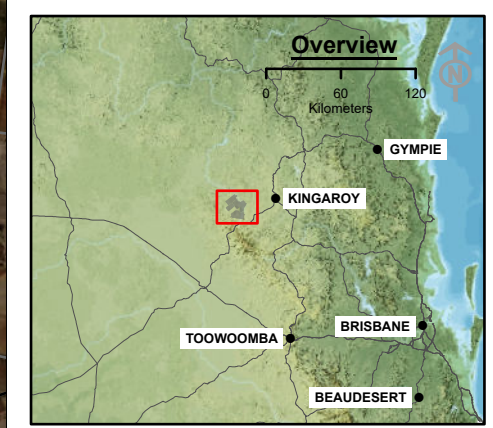 Overview
N
0 60 120
Kilometers
GYMPIE
KINGAROY
BRISBANE
TOOWOOMBA
BEAUDESERT